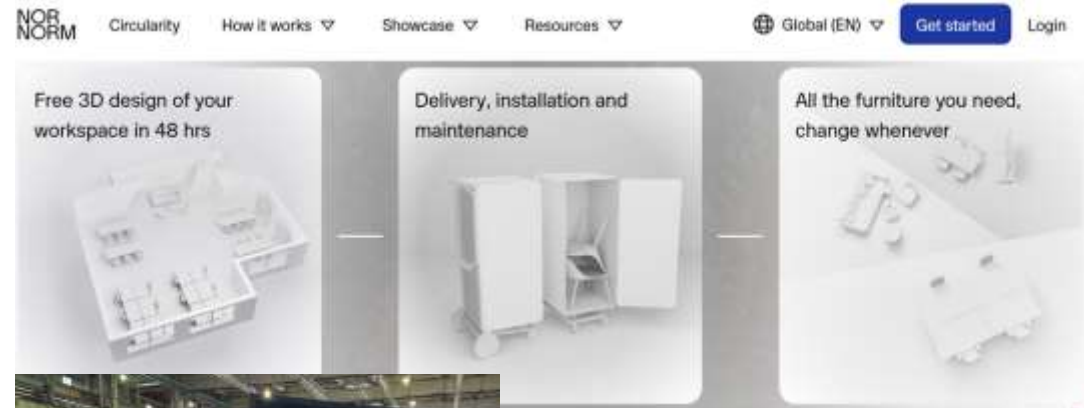 NOR
NORM
Circularity
How it works
Showcase
Resources
Global (EN)
Get started
Login
Free 3D design of your
workspace in 48 hrs
Delivery, installation and
maintenance
All the furniture you need,
change whenever